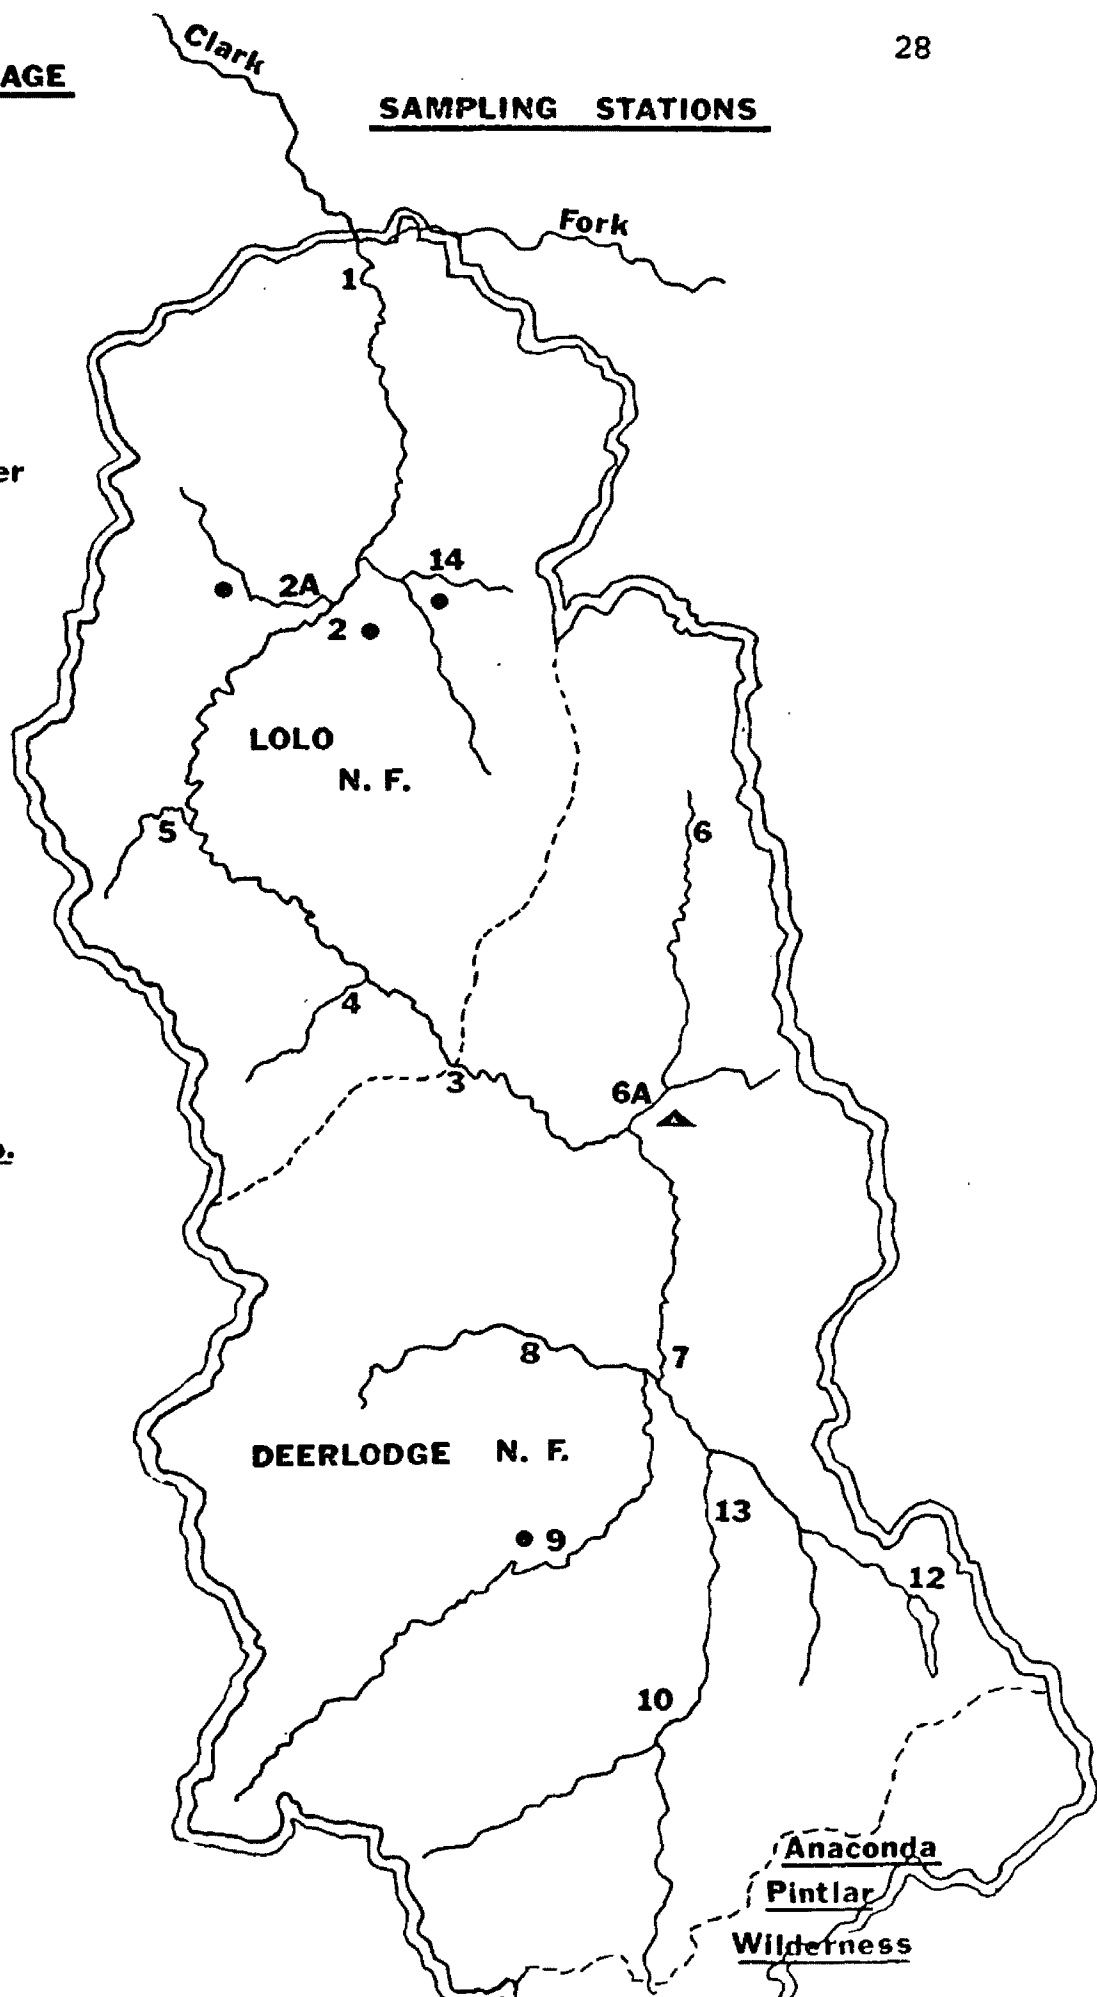 28
AGE
SAMPLING STATIONS
Clark
Fork
1
er
14
2A
2
LOLO
N. F.
5
6
4
3
6A
8
7
DEERLODGE N. F.
13
9
12
10
Anaconda
Pintlar
Wilderness